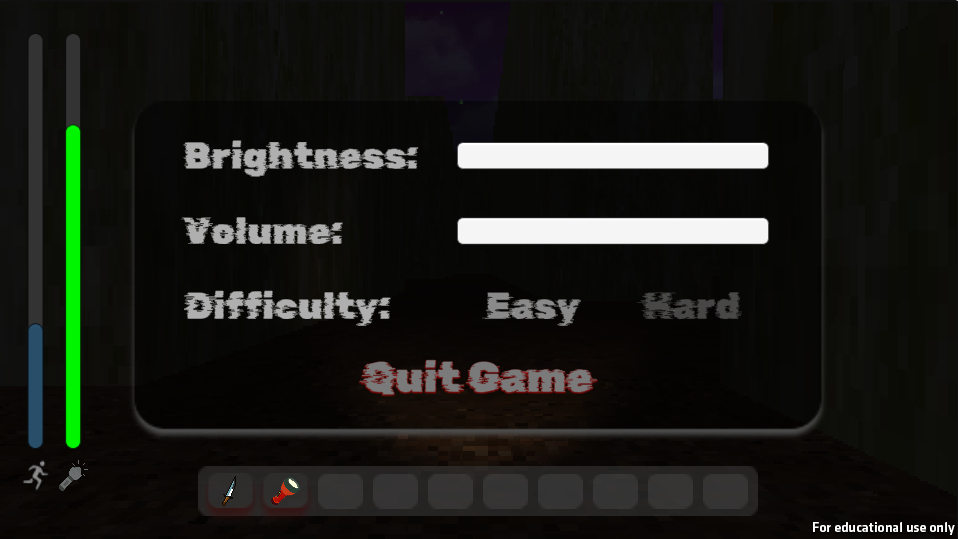 Brightness:
Volume:
Difficulty: Easy Hard
Quit Game
For educational use only